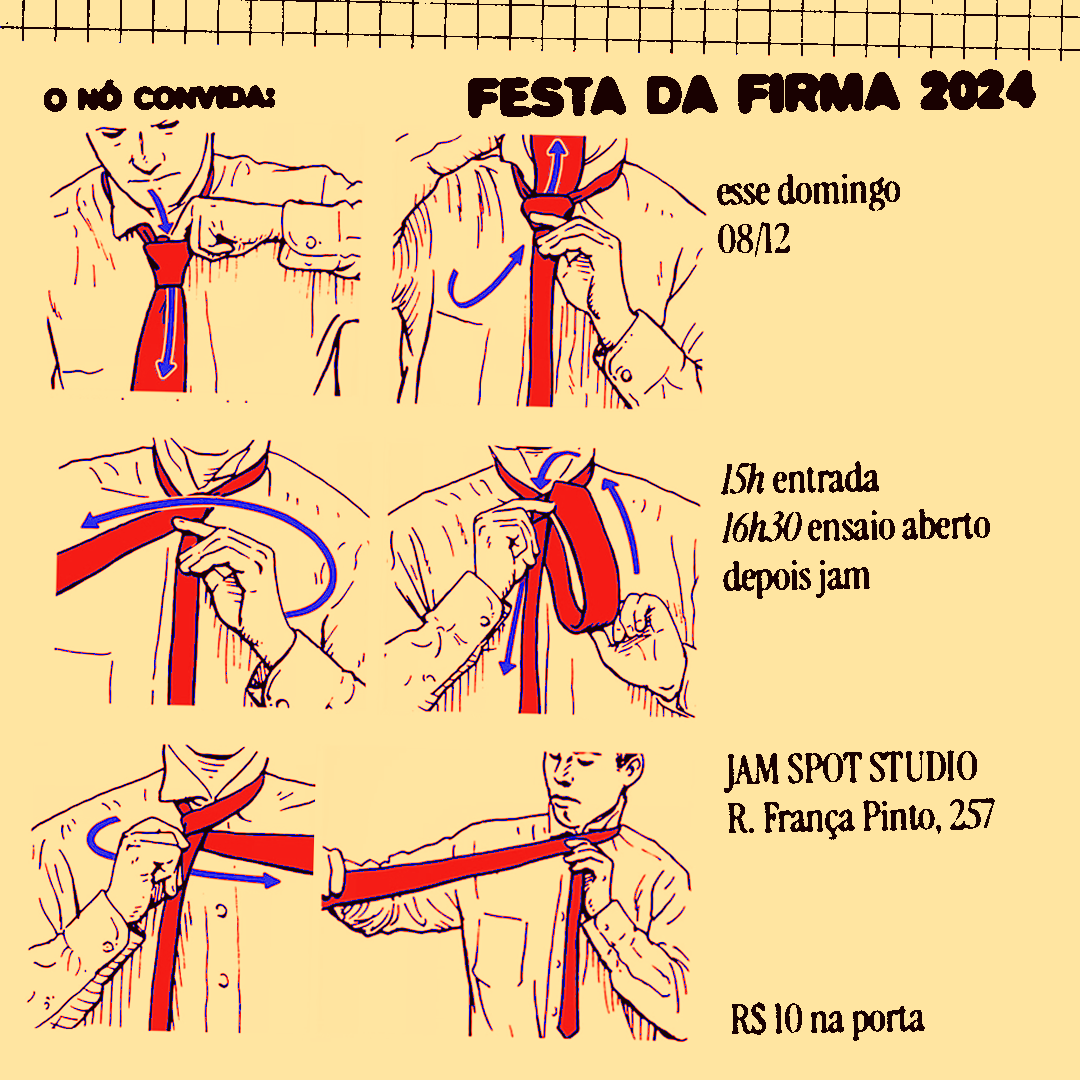 O NÓ CONVIDA:
FESTA DA FIRMA 2024
esse domingo
08/12
15h entrada
16h30 ensaio aberto
depois jam
JAM SPOT STUDIO
R. França Pinto, 257
R$ 10 na porta